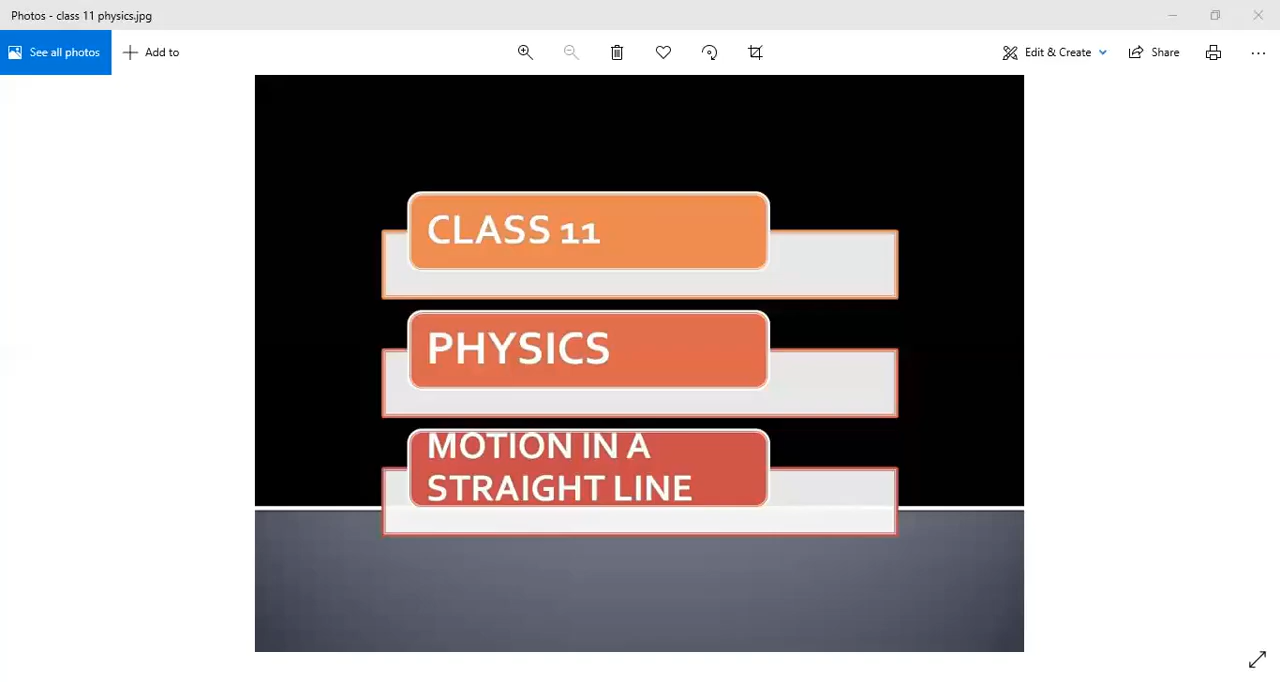 Photos - class 11 physics.jpg
See all photos
Add to
Edit & Create
Share
CLASS 11
PHYSICS
MOTION IN A
STRAIGHT LINE